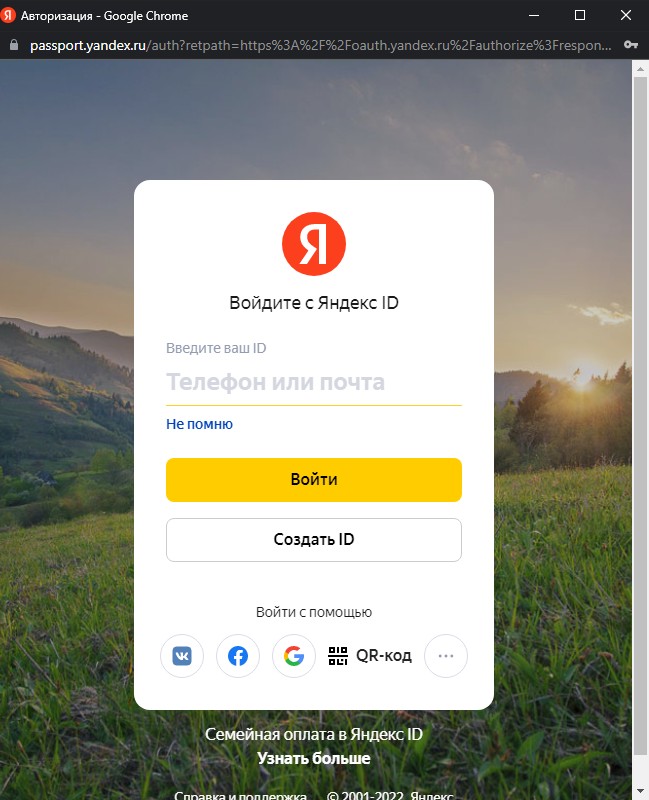 Я Авторизация - Google Chrome
passport.yandex.ru/auth?retpath=https%3A%2F%2Foauth.yandex.ru%2Fauthorize%3Frespon...
Я
Войдите с Яндекс ID
Введите ваш ID
Телефон или почта
Не помню
Войти
Создать ID
Войти с помощью
QR-код
Семейная оплата в Яндекс ID
Узнать больше
Справка и поддержка © 2001-2022, Яндекс